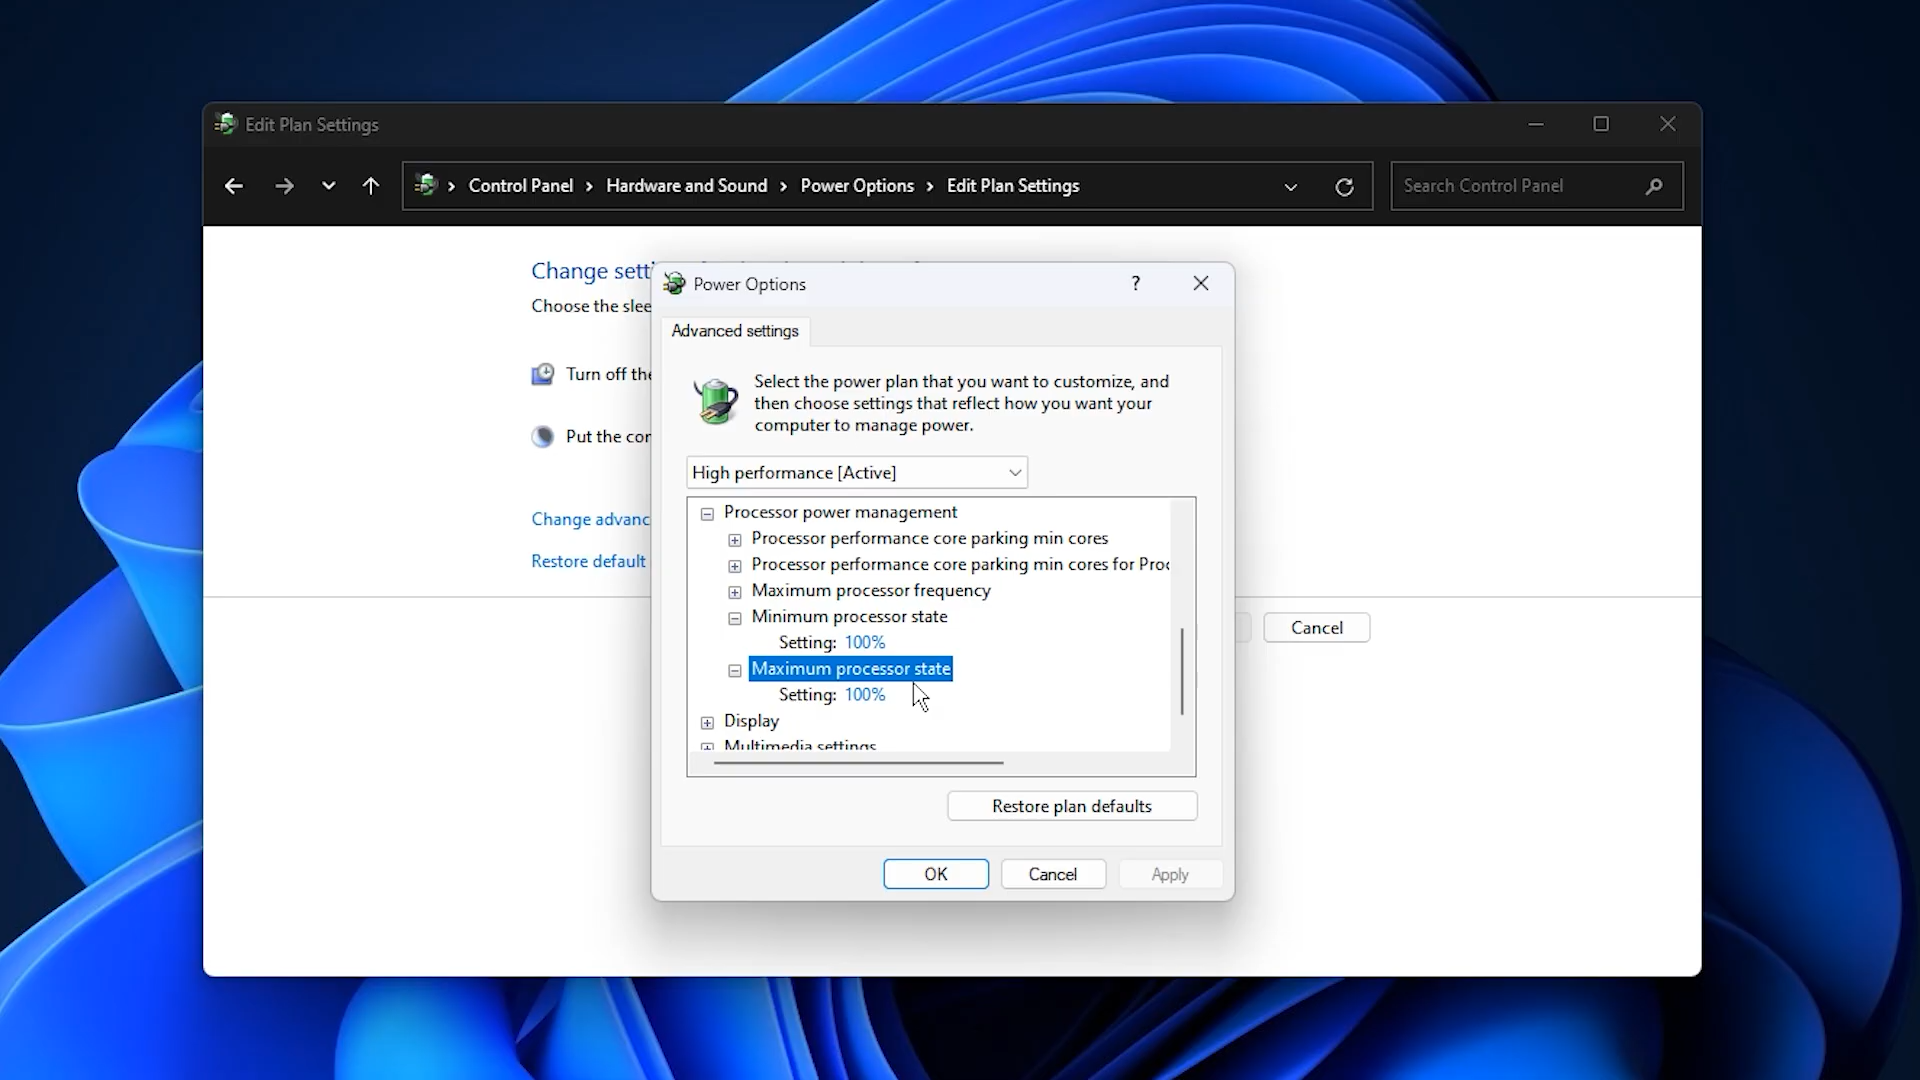 Edit Plan Settings
Control Panel > Hardware and Sound > Power Options > Edit Plan Settings
Search Control Panel
Change sett
Choose the slee
Turn off the
Put the cor
Change advanc
Restore default
Cancel
Power Options
?
Advanced settings
Select the power plan that you want to customize, and
then choose settings that reflect how you want your
computer to manage power.
High performance [Active]
Processor power management
Processor performance core parking min cores
Processor performance core parking min cores for Proc
Maximum processor frequency
Minimum processor state
Setting: 100%
Maximum processor state
Setting: 100%
Display
Multimedia settings
Restore plan defaults
OK
Cancel
Apply